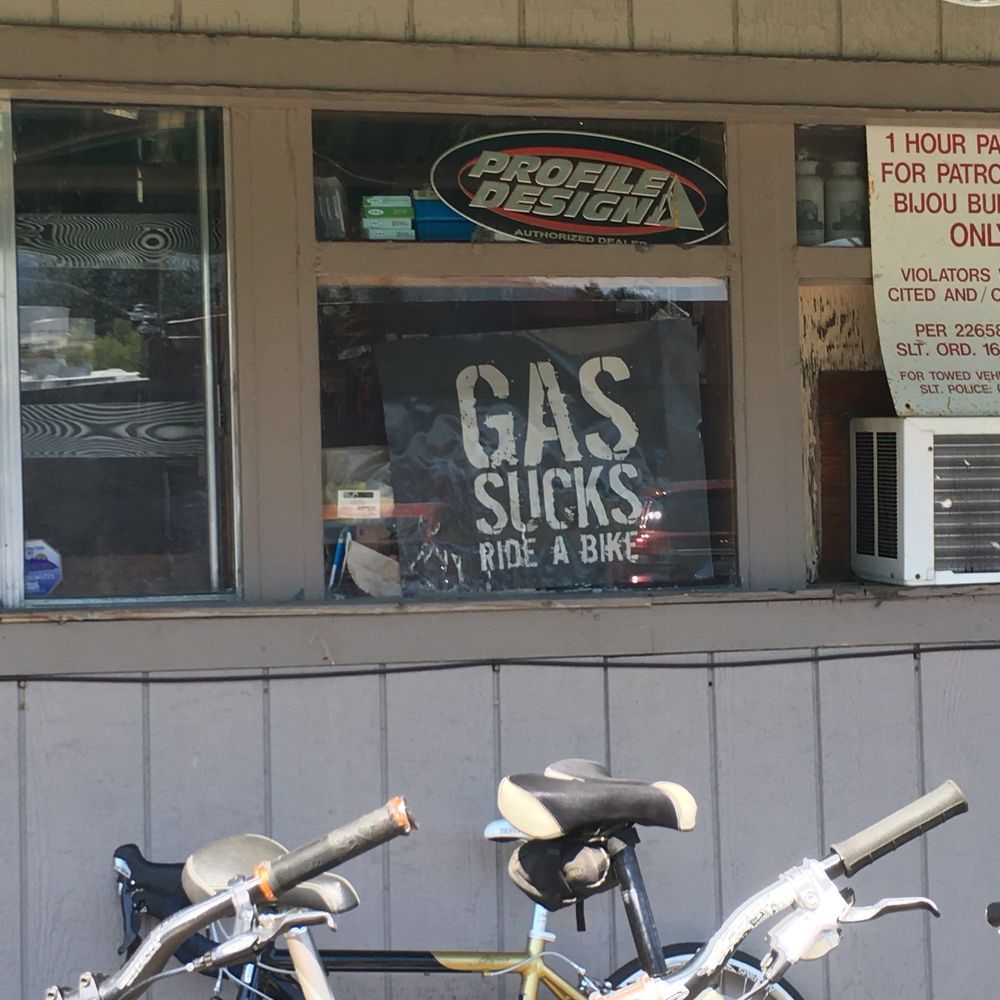 PROFILE
DESIGN
AUTHORIZED DEALER
GAS
SUCKS
RIDE A BIKE
1 HOUR PA
FOR PATRO
BIJOU BUI
ONLY
VIOLATORS
CITED AND/
PER 22658
SLT. ORD. 16
FOR TOWED VEH
SLT. POLICE: